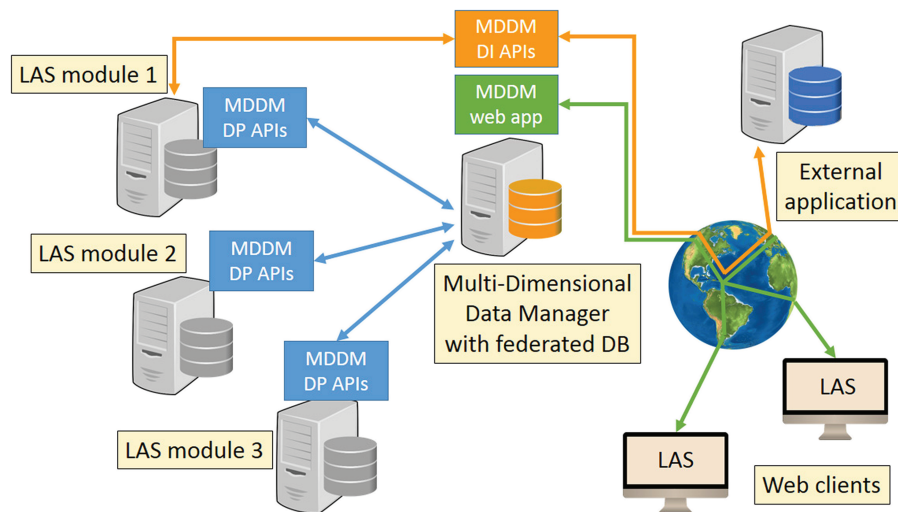 MDDM
DI APIs
LAS module 1
MDDM
DP APIs
MDDM
web app
External
application
LAS module 2
MDDM
DP APIs
Multi-Dimensional
Data Manager
with federated DB
MDDM
DP APIs
LAS module 3
LAS
LAS
Web clients